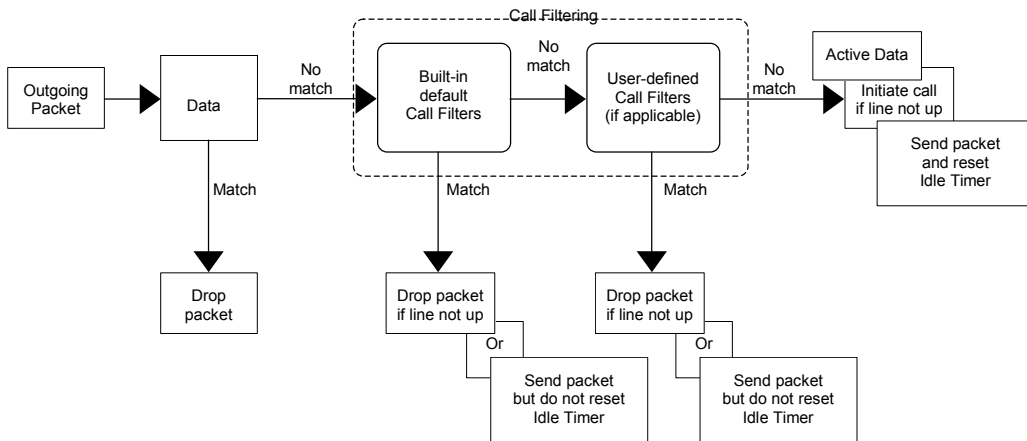 Call Filtering
Outgoing
Packet
Data
No
match
Built-in
default
Call Filters
No
match
User-defined
Call Filters
(if applicable)
No
match
Active Data
Initiate call
if line not up
Send packet
and reset
Idle Timer
Match
Match
Match
Drop
packet
Drop packet
if line not up
Or
Send packet
but do not reset
Idle Timer
Drop packet
if line not up
Or
Send packet
but do not reset
Idle Timer